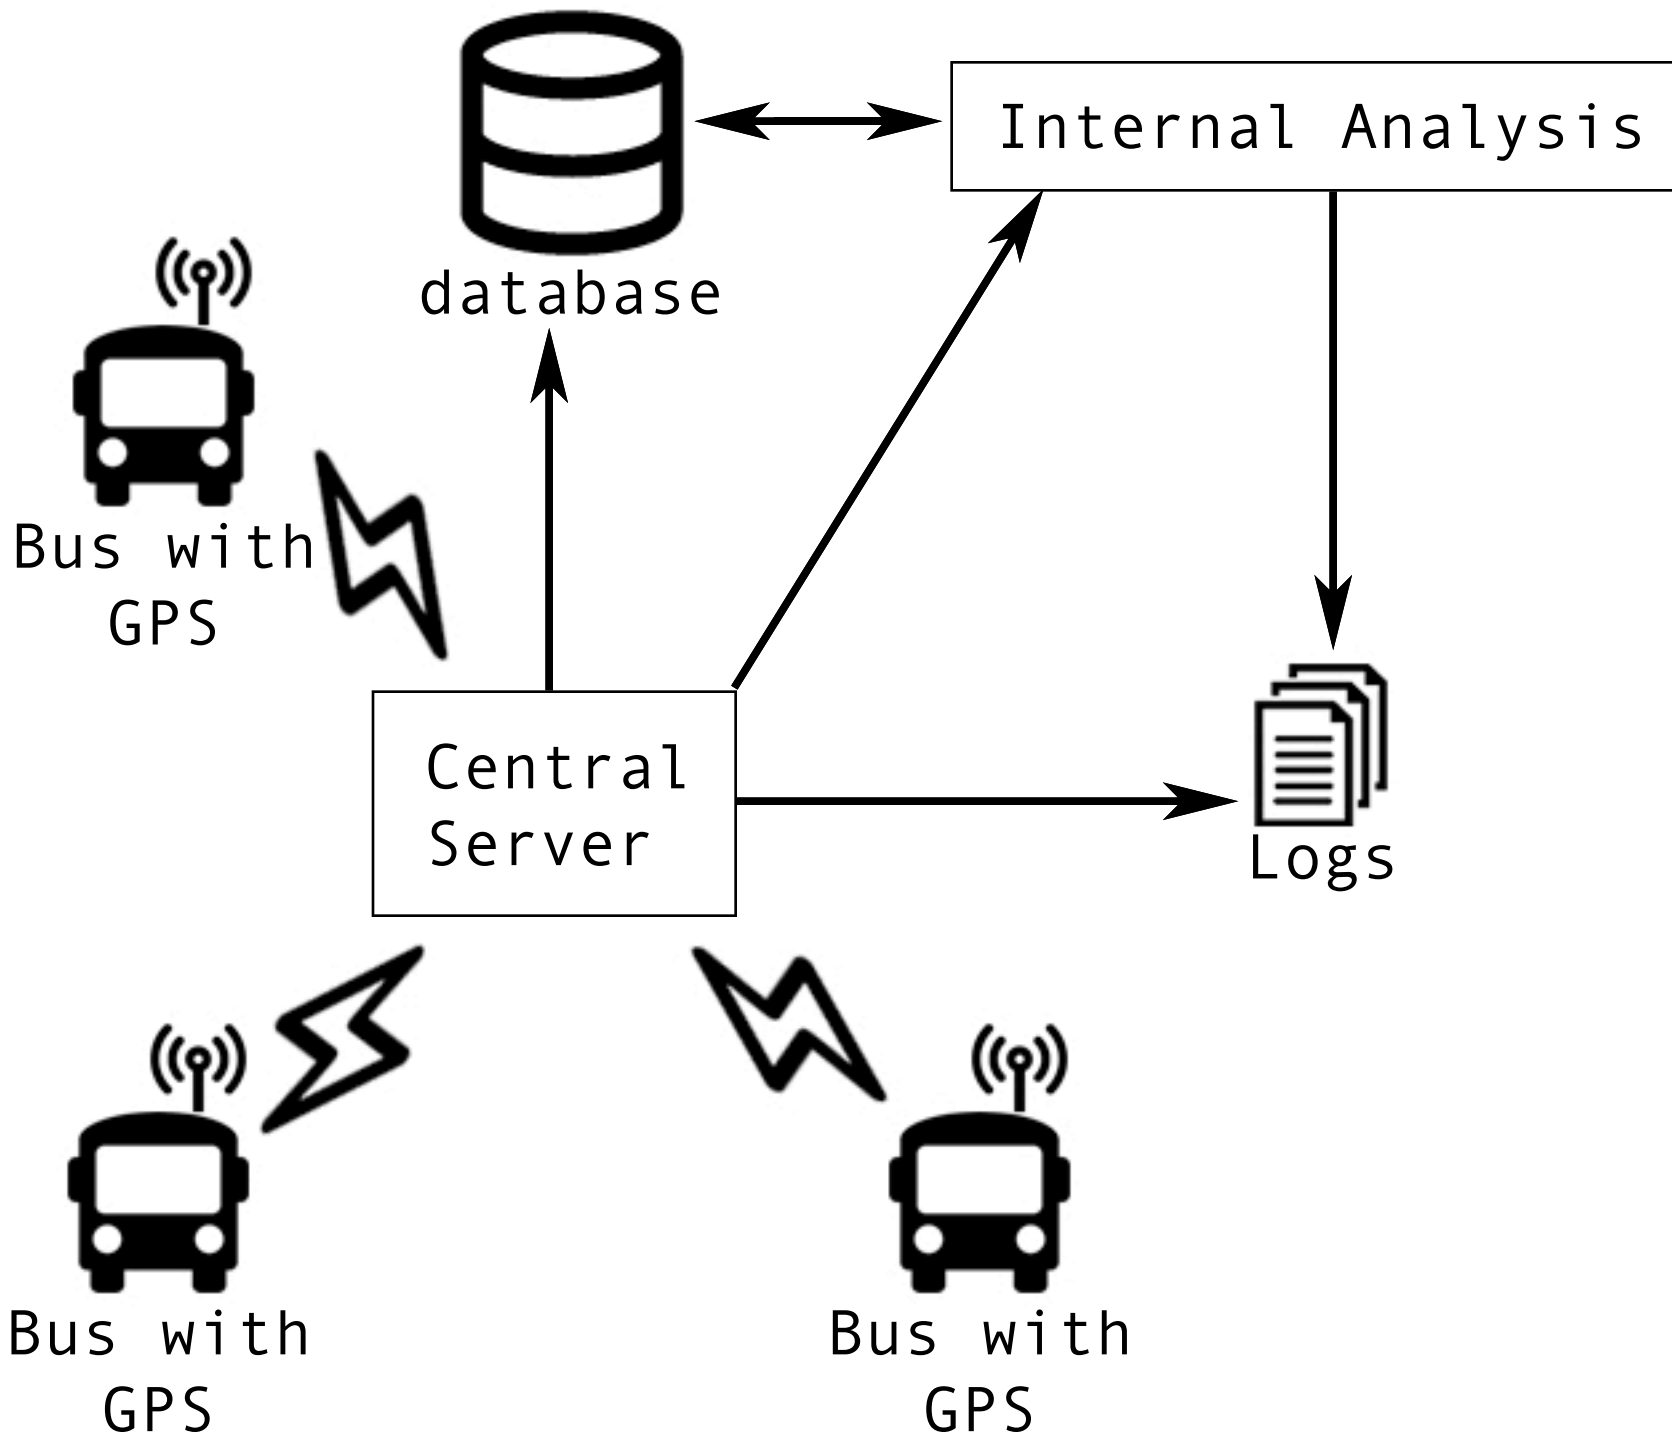 Internal Analysis
database
Bus with
GPS
Central
Server
Logs
Bus with
GPS
Bus with
GPS